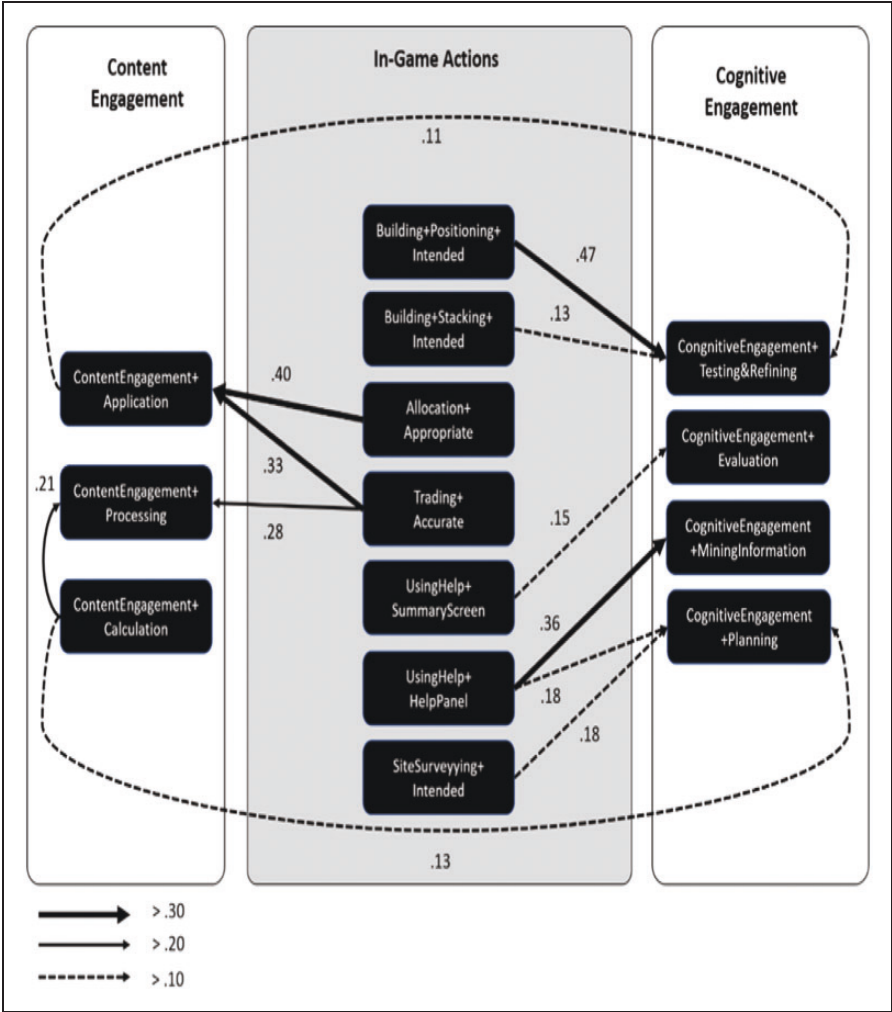 Content
Engagement
In-Game Actions
Cognitive
Engagement
.11
Building+Positioning+
Intended
.47
Building+Stacking+
Intended
.13
CongnitiveEngagement+
Testing&Refining
ContentEngagement+
Application
.40
Allocation+
Appropriate
CognitiveEngagement+
Evaluation
.33
.21
ContentEngagement+
Processing
.28
Trading+
Accurate
.15
CognitiveEngagement
+MiningInformation
ContentEngagement+
Calculation
UsingHelp+
SummaryScreen
.36
CognitiveEngagement
+Planning
UsingHelp+
HelpPanel
.18
.18
SiteSurveyying+
Intended
.13
> .30
> .20
> .10